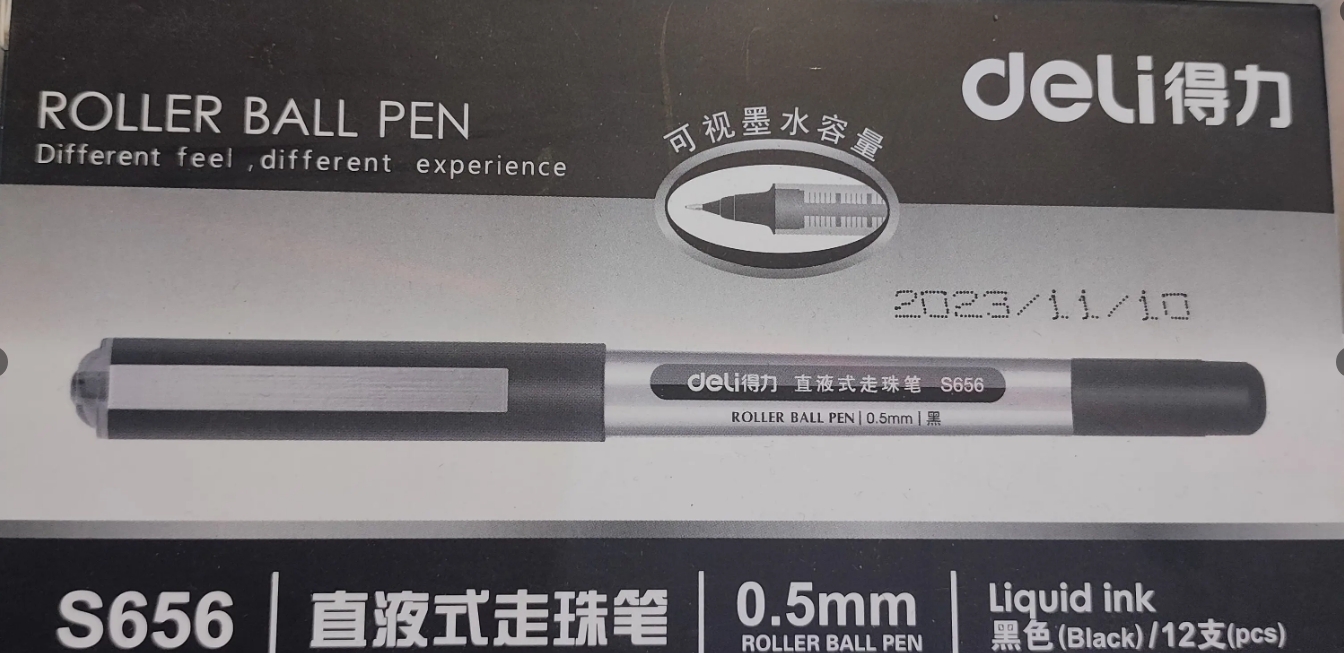 deli得力
ROLLER BALL PEN
Different feel ,different experience
可视墨水容量
2023/11/10
deli得力 直液式走珠笔 S656
ROLLER BALL PEN | 0.5mm | 黑
S656 | 直液式走珠笔 | 0.5mm
ROLLER BALL PEN
Liquid ink
黑色(Black)/12支(pcs)